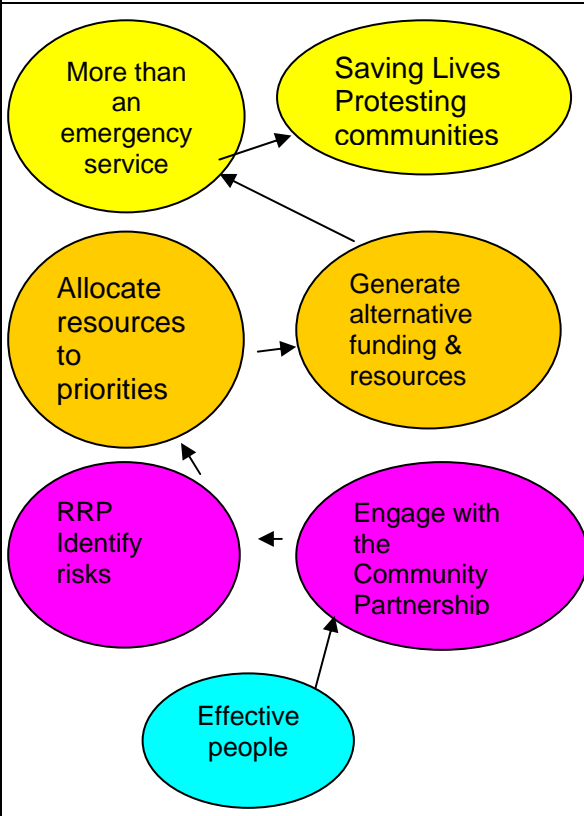 More than
an
emergency
service
Saving Lives
Protesting
communities
Allocate
resources
to
priorities
Generate
alternative
funding &
resources
RRP
Identify
risks
Engage with
the
Community
Partnership
Effective
people